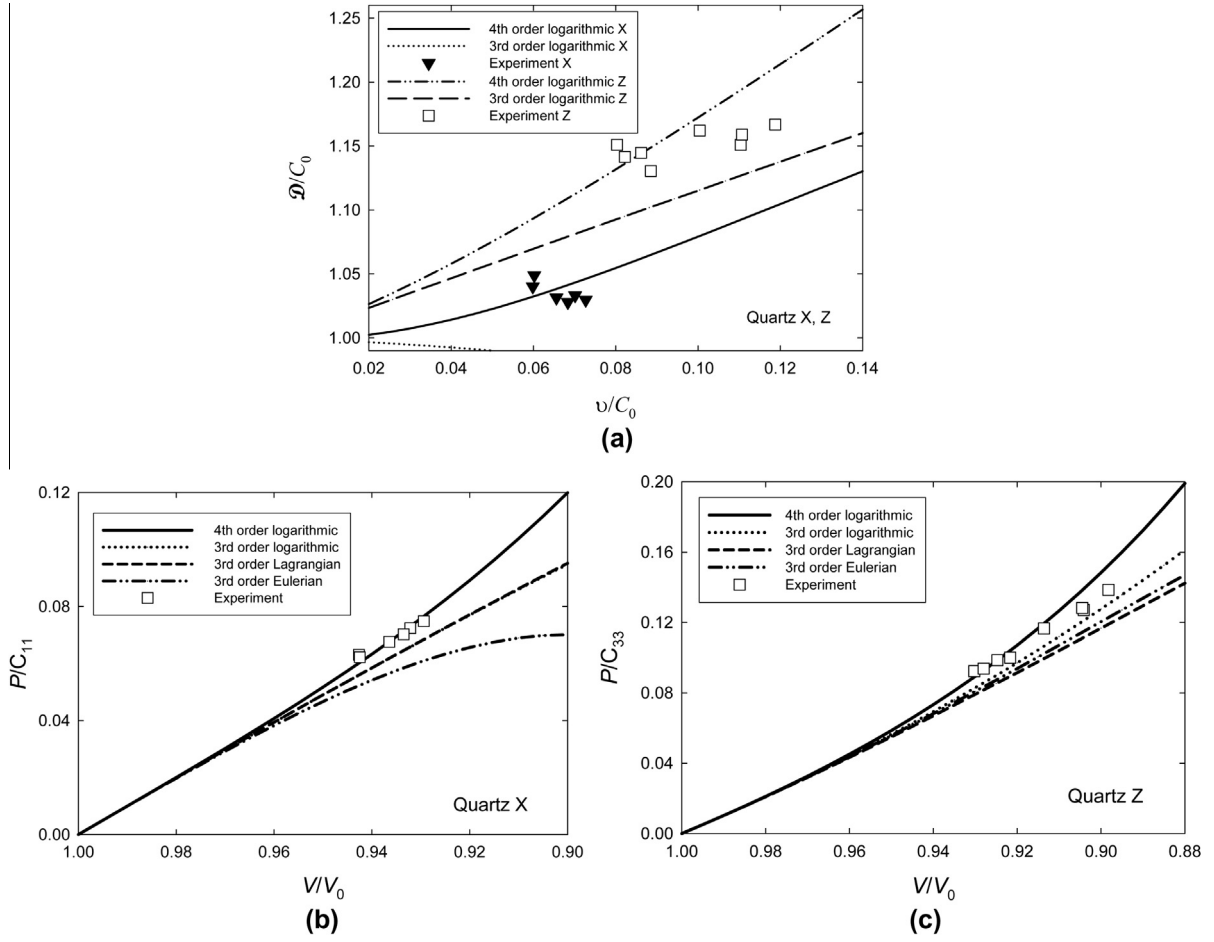 4th order logarithmic X
3rd order logarithmic X
Experiment X
4th order logarithmic Z
3rd order logarithmic Z
Experiment Z
1.25
1.20
1.15
1.10
1.05
1.00
𝕯/C₀
Quartz X, Z
0.02 0.04 0.06 0.08 0.10 0.12 0.14
υ/C₀
(a)
4th order logarithmic
3rd order logarithmic
3rd order Lagrangian
3rd order Eulerian
Experiment
0.12
0.08
0.04
0.00
P/C₁₁
Quartz X
1.00 0.98 0.96 0.94 0.92 0.90
V/V₀
(b)
4th order logarithmic
3rd order logarithmic
3rd order Lagrangian
3rd order Eulerian
Experiment
0.20
0.16
0.12
0.08
0.04
0.00
P/C₃₃
Quartz Z
1.00 0.98 0.96 0.94 0.92 0.90 0.88
V/V₀
(c)